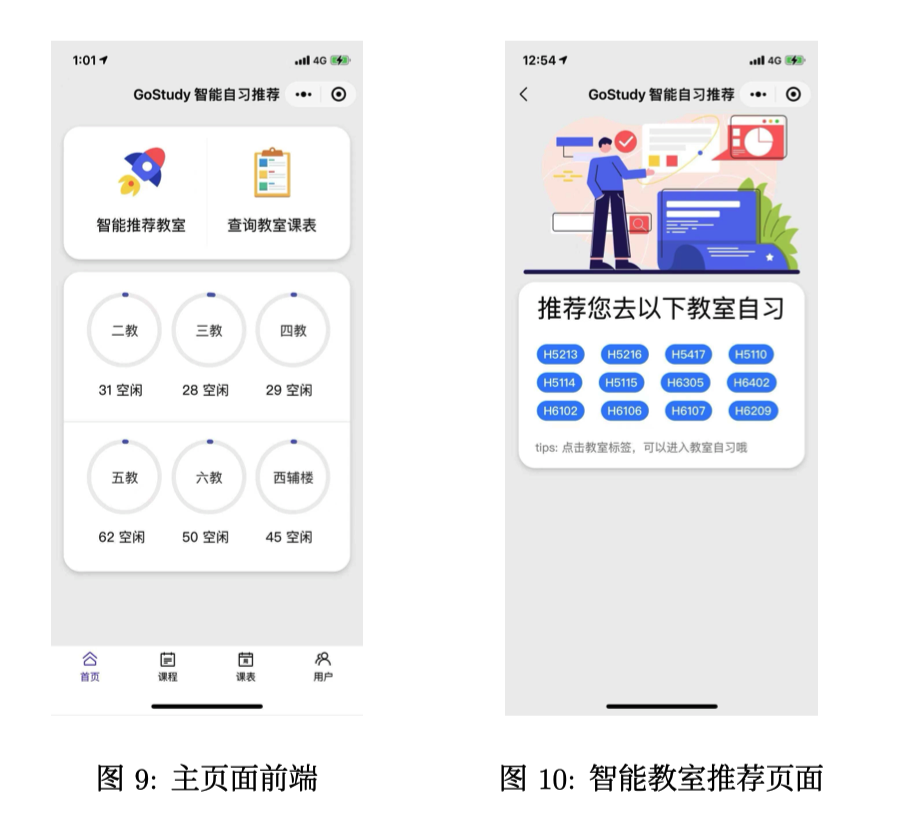 1:01
4G
GoStudy 智能自习推荐
智能推荐教室
查询教室课表
二教
三教
四教
31 空闲
28 空闲
29 空闲
五教
六教
西辅楼
62 空闲
50 空闲
45 空闲
首页
课程
课表
用户
图 9: 主页面前端
12:54
4G
GoStudy 智能自习推荐
推荐您去以下教室自习
H5213 H5216 H5417 H5110
H5114 H5115 H6305 H6402
H6102 H6106 H6107 H6209
tips: 点击教室标签，可以进入教室自习哦
图 10: 智能教室推荐页面